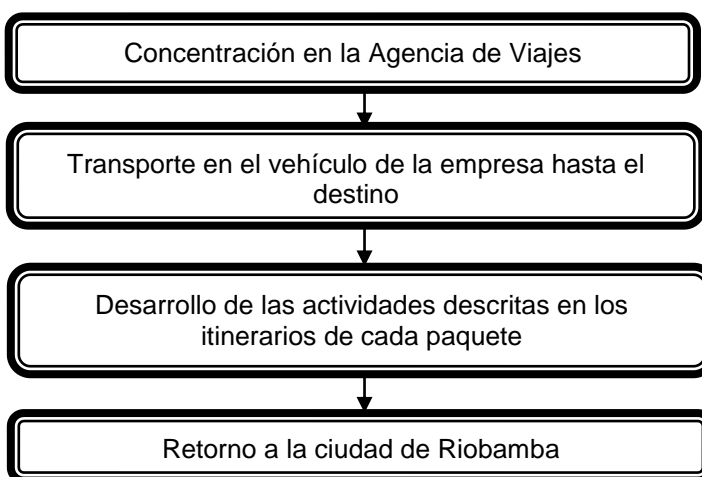 Concentración en la Agencia de Viajes
Transporte en el vehículo de la empresa hasta el
destino
Desarrollo de las actividades descritas en los
itinerarios de cada paquete
Retorno a la ciudad de Riobamba